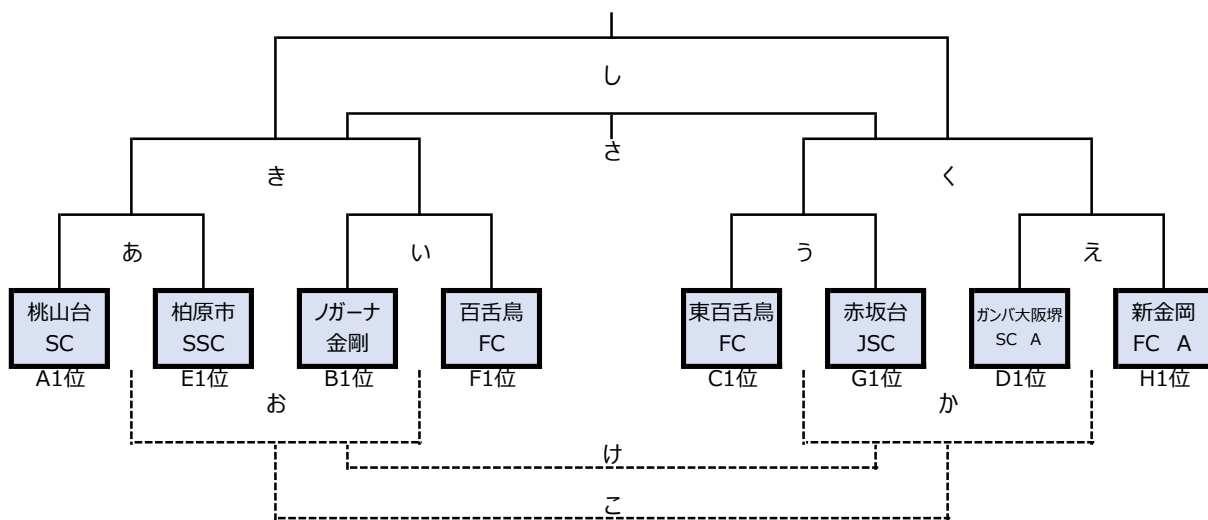 し
さ
き
く
あ
い
う
え
桃山台
SC
柏原市
SSC
ノガーナ
金剛
百舌鳥
FC
東百舌鳥
FC
赤坂台
JSC
ガンバ大阪堺
SC A
新金岡
FC A
A1位
E1位
B1位
F1位
C1位
G1位
D1位
H1位
お
か
け
こ